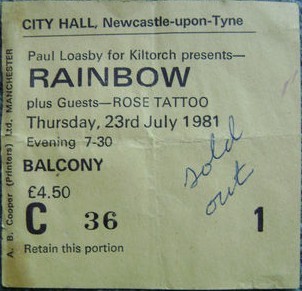 CITY HALL, Newcastle-upon-Tyne
Paul Loasby for Kiltorch presents—
RAINBOW
plus Guests—ROSE TATTOO
Thursday, 23rd July 1981
Evening 7-30
BALCONY
£4.50
C 36 1
Retain this portion
sold
out
A. B. Cooper (Printers) Ltd, MANCHESTER